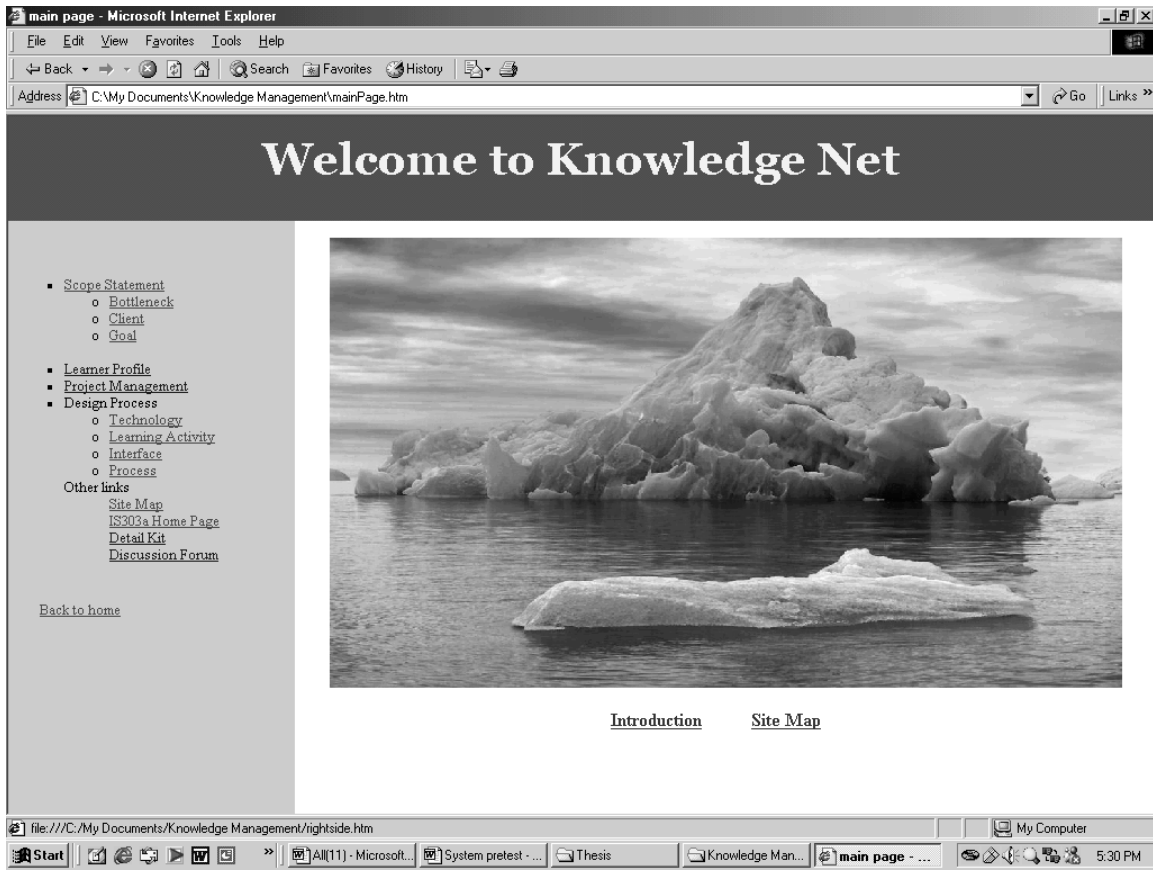 main page - Microsoft Internet Explorer
File Edit View Favorites Tools Help
Back Search Favorites History
Address C:\My Documents\Knowledge Management\mainPage.htm Go Links »
Welcome to Knowledge Net
Scope Statement
Bottleneck
Client
Goal
Learner Profile
Project Management
Design Process
Technology
Learning Activity
Interface
Process
Other links
Site Map
IS303a Home Page
Detail Kit
Discussion Forum
Back to home
Introduction Site Map
file:///C:/My Documents/Knowledge Management/rightside.htm My Computer
Start » All(11) - Microsoft... System pretest - ... Thesis Knowledge Man... main page - ... 5:30 PM